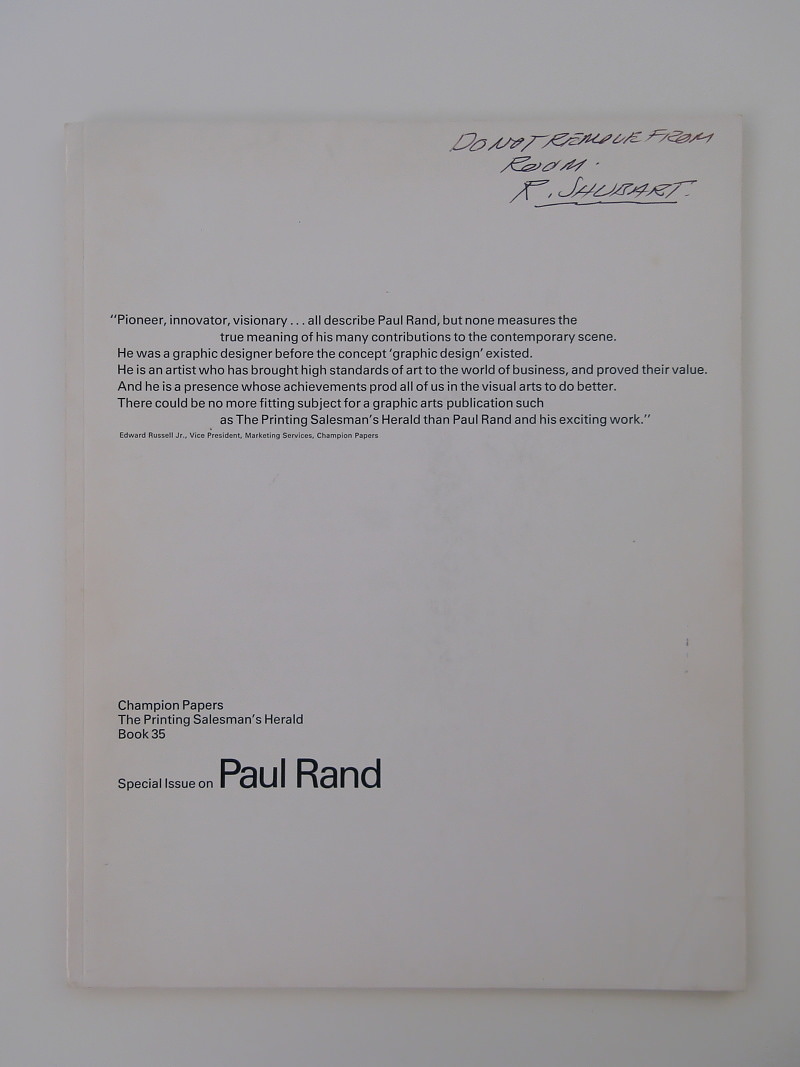 DO NOT REMOVE FROM
ROOM.
R. SHUBART.
“Pioneer, innovator, visionary . . . all describe Paul Rand, but none measures the
true meaning of his many contributions to the contemporary scene.
He was a graphic designer before the concept ‘graphic design’ existed.
He is an artist who has brought high standards of art to the world of business, and proved their value.
And he is a presence whose achievements prod all of us in the visual arts to do better.
There could be no more fitting subject for a graphic arts publication such
as The Printing Salesman’s Herald than Paul Rand and his exciting work.”
Edward Russell Jr., Vice President, Marketing Services, Champion Papers
Champion Papers
The Printing Salesman’s Herald
Book 35
Special Issue on Paul Rand